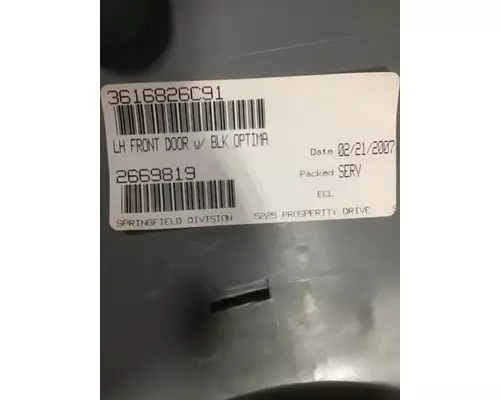 3616826C91
LH FRONT DOOR w/ BLK OPTIMA
Date 02/21/2007
2669819
Packed SERV
ECL
SPRINGFIELD DIVISION 5225 PROSPERITY DRIVE